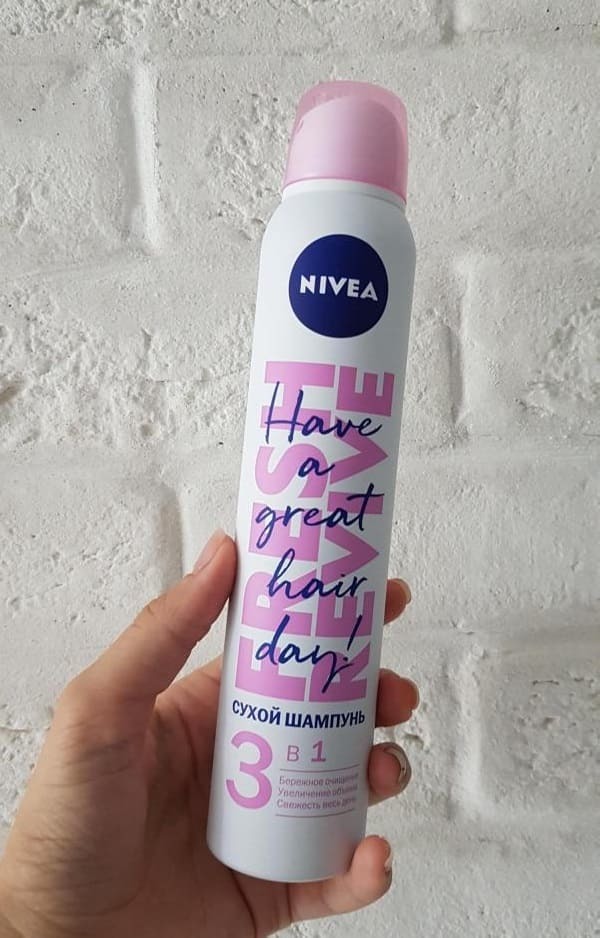 NIVEA
FRESH
REVIVE
Have
a
great
hair
day!
СУХОЙ ШАМПУНЬ
3 В 1
Бережное очищение
Увеличение объема
Свежесть весь день